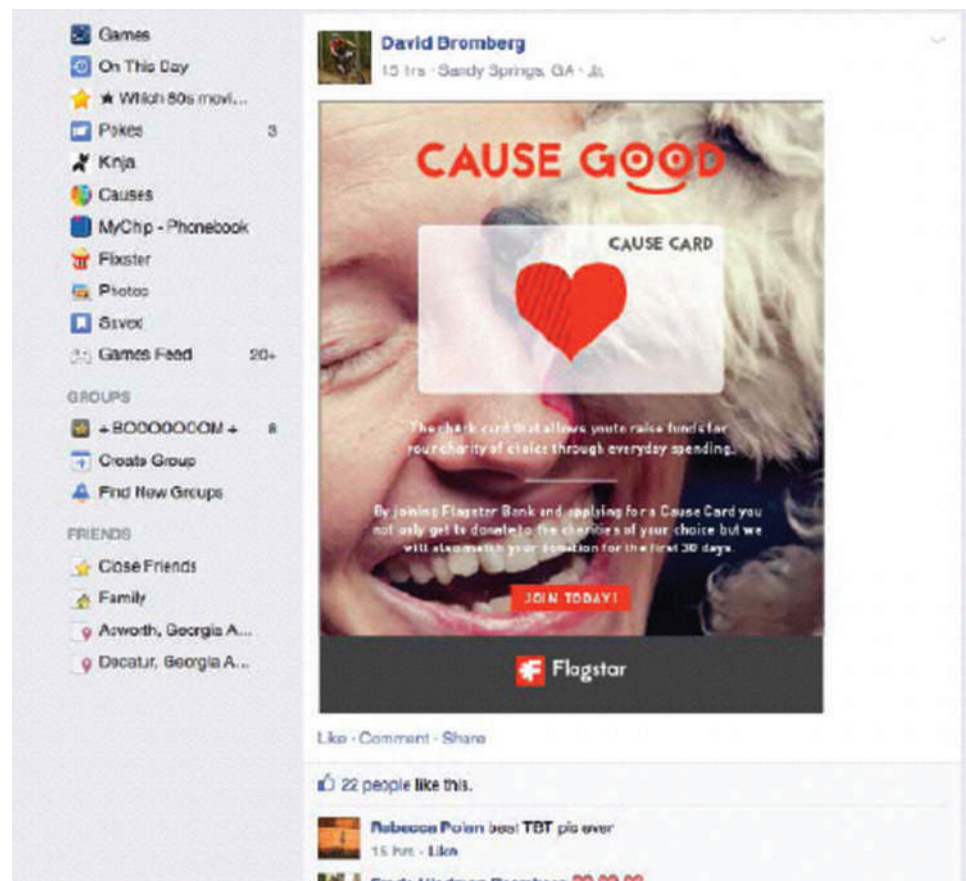 Games
On This Day
★ Which 80s movi...
Pokes 3
Kinja
Causes
MyChip - Phonebook
Flixster
Photos
Saved
Games Feed 20+
GROUPS
Create Group
Find New Groups
FRIENDS
Close Friends
Family
Acworth, Georgia A...
Decatur, Georgia A...
David Bromberg
15 hrs · Sandy Springs, GA ·
CAUSE GOOD
CAUSE CARD
The check card that allows you to raise funds for
your charity of choice through everyday spending.
By joining Flagstar Bank and applying for a Cause Card you
not only get to donate to the charities of your choice but we
will also match your donation for the first 30 days.
JOIN TODAY!
Flagstar
Like · Comment · Share
22 people like this.
Rebecca Polan best TBT pic ever
15 hrs · Like